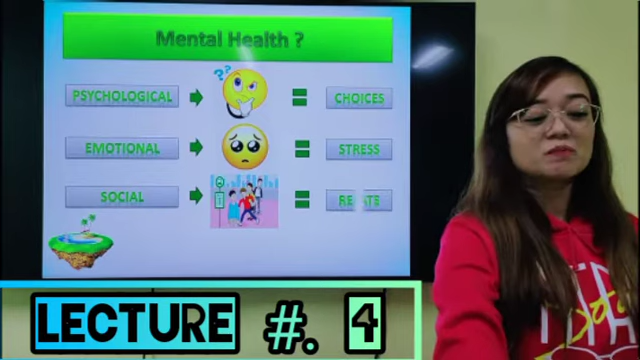 Mental Health ?
PSYCHOLOGICAL
??
CHOICES
EMOTIONAL
STRESS
SOCIAL
LECTURE #. 4